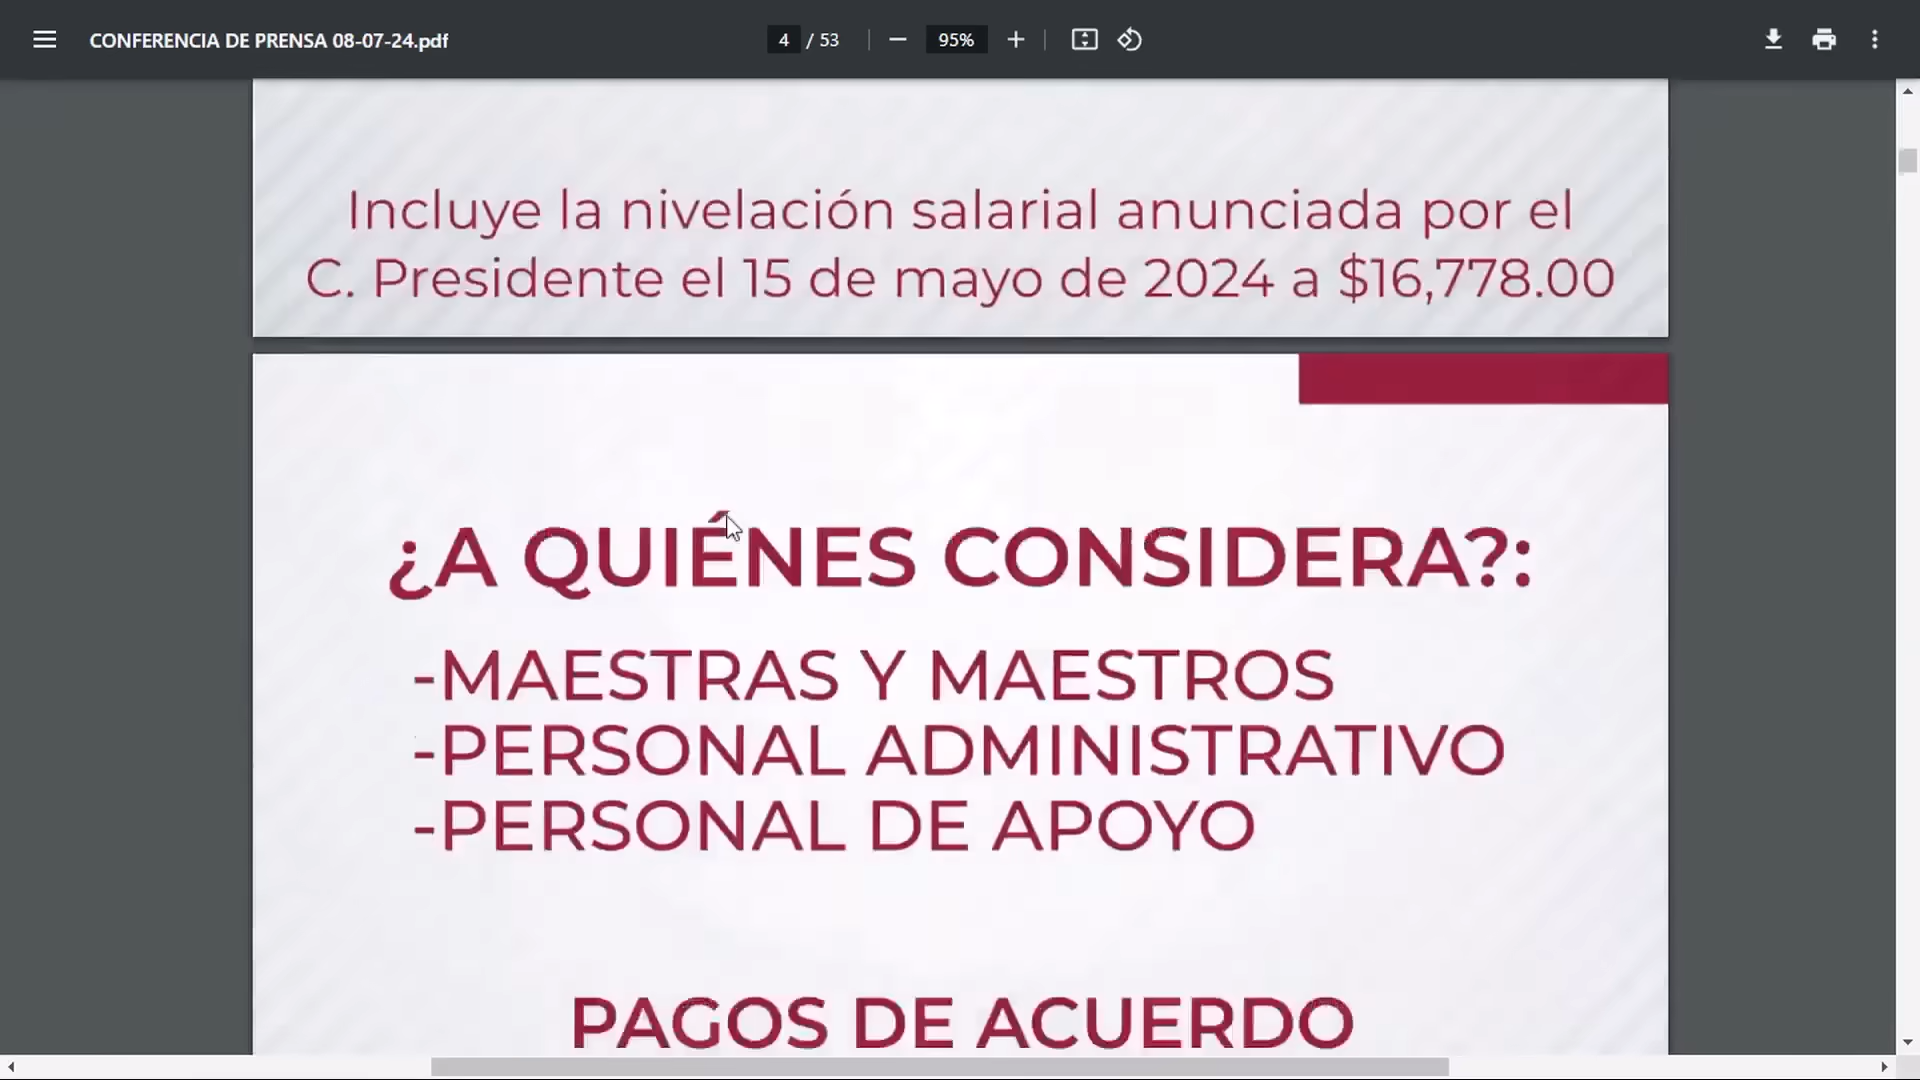 CONFERENCIA DE PRENSA 08-07-24.pdf
4 / 53
95%
Incluye la nivelación salarial anunciada por el
C. Presidente el 15 de mayo de 2024 a $16,778.00
¿A QUIÉNES CONSIDERA?:
-MAESTRAS Y MAESTROS
-PERSONAL ADMINISTRATIVO
-PERSONAL DE APOYO
PAGOS DE ACUERDO